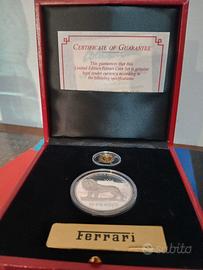 CERTIFICATE OF GUARANTEE
This guarantees that this
Limited Edition Ferrari Coin Set is genuine
legal tender currency according to
the following specifications
Ferrari
subito